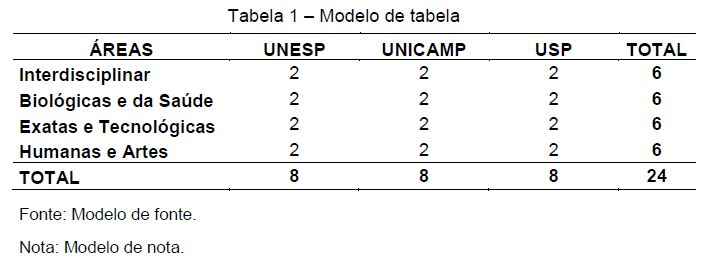 Tabela 1 – Modelo de tabela
ÁREAS UNESP UNICAMP USP TOTAL
Interdisciplinar 2 2 2 6
Biológicas e da Saúde 2 2 2 6
Exatas e Tecnológicas 2 2 2 6
Humanas e Artes 2 2 2 6
TOTAL 8 8 8 24
Fonte: Modelo de fonte.
Nota: Modelo de nota.